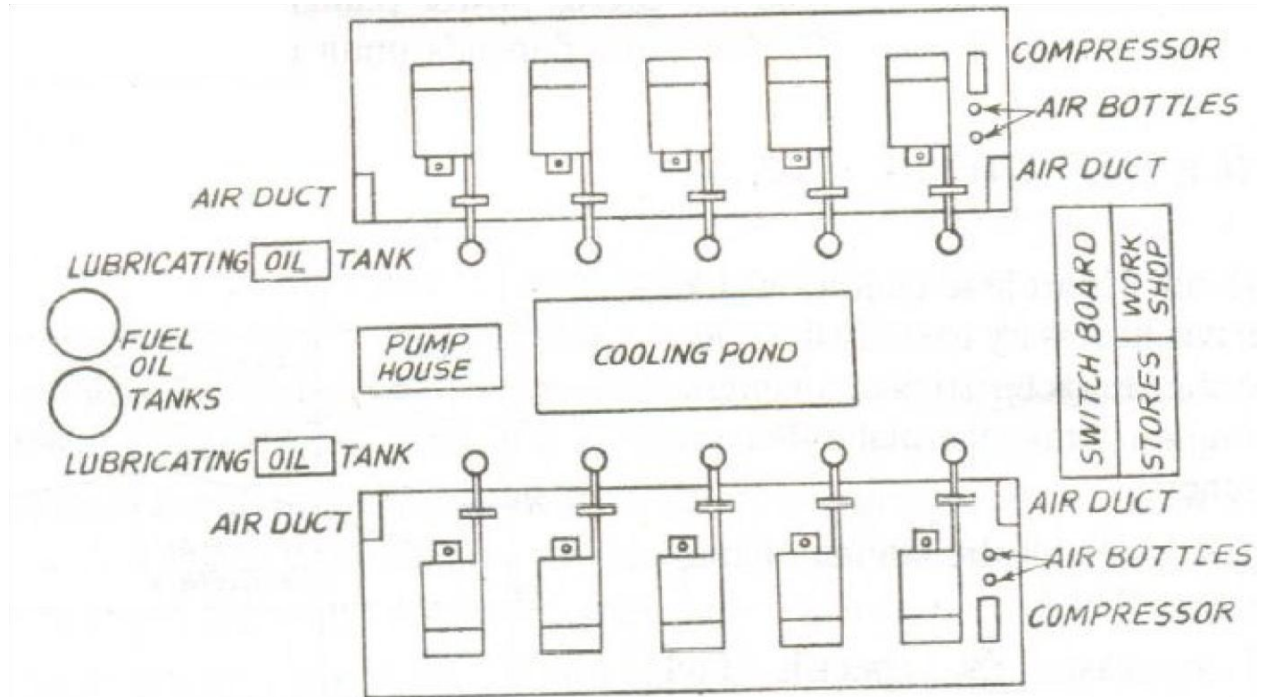 COMPRESSOR
AIR BOTTLES
AIR DUCT
AIR DUCT
LUBRICATING OIL TANK
FUEL
OIL
TANKS
PUMP
HOUSE
COOLING POND
SWITCH BOARD
STORES WORK
SHOP
LUBRICATING OIL TANK
AIR DUCT
AIR DUCT
AIR BOTTLES
COMPRESSOR